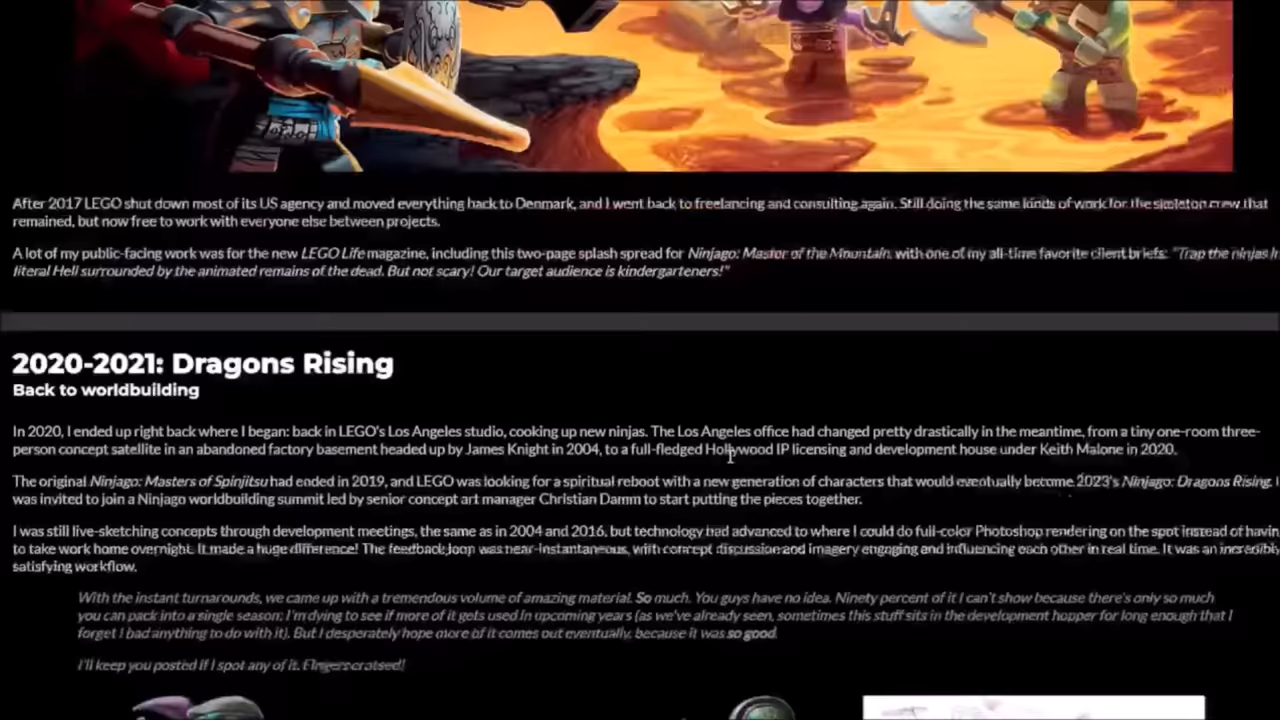 After 2017 LEGO shut down most of its US agency and moved everything back to Denmark, and I went back to freelancing and consulting again. Still doing the same kinds of work for the skeleton crew that
remained, but now free to work with everyone else between projects.
A lot of my public-facing work was for the new LEGO Life magazine, including this two-page splash spread for Ninjago: Master of the Mountain, with one of my all-time favorite client briefs: "Trap the ninjas in
literal Hell surrounded by the animated remains of the dead. But not scary! Our target audience is kindergarteners!"
2020-2021: Dragons Rising
Back to worldbuilding
In 2020, I ended up right back where I began: back in LEGO's Los Angeles studio, cooking up new ninjas. The Los Angeles office had changed pretty drastically in the meantime, from a tiny one-room three-
person concept satellite in an abandoned factory basement headed up by James Knight in 2004, to a full-fledged Hollywood IP licensing and development house under Keith Malone in 2020.
The original Ninjago: Masters of Spinjitsu had ended in 2019, and LEGO was looking for a spiritual reboot with a new generation of characters that would eventually become 2023's Ninjago: Dragons Rising. I
was invited to join a Ninjago worldbuilding summit led by senior concept art manager Christian Damm to start putting the pieces together.
I was still live-sketching concepts through development meetings, the same as in 2004 and 2016, but technology had advanced to where I could do full-color Photoshop rendering on the spot instead of havin
to take work home overnight. It made a huge difference! The feedback loop was near-instantaneous, with concept discussion and imagery engaging and influencing each other in real time. It was an incredibly
satisfying workflow.
With the instant turnarounds, we came up with a tremendous volume of amazing material. So much. You guys have no idea. Ninety percent of it I can't show because there's only so much
you can pack into a single season; I'm dying to see if more of it gets used in upcoming years (as we've already seen, sometimes this stuff sits in the development hopper for long enough that I
forget I had anything to do with it). But I desperately hope more of it comes out eventually, because it was so good.
I'll keep you posted if I spot any of it. Fingers crossed!